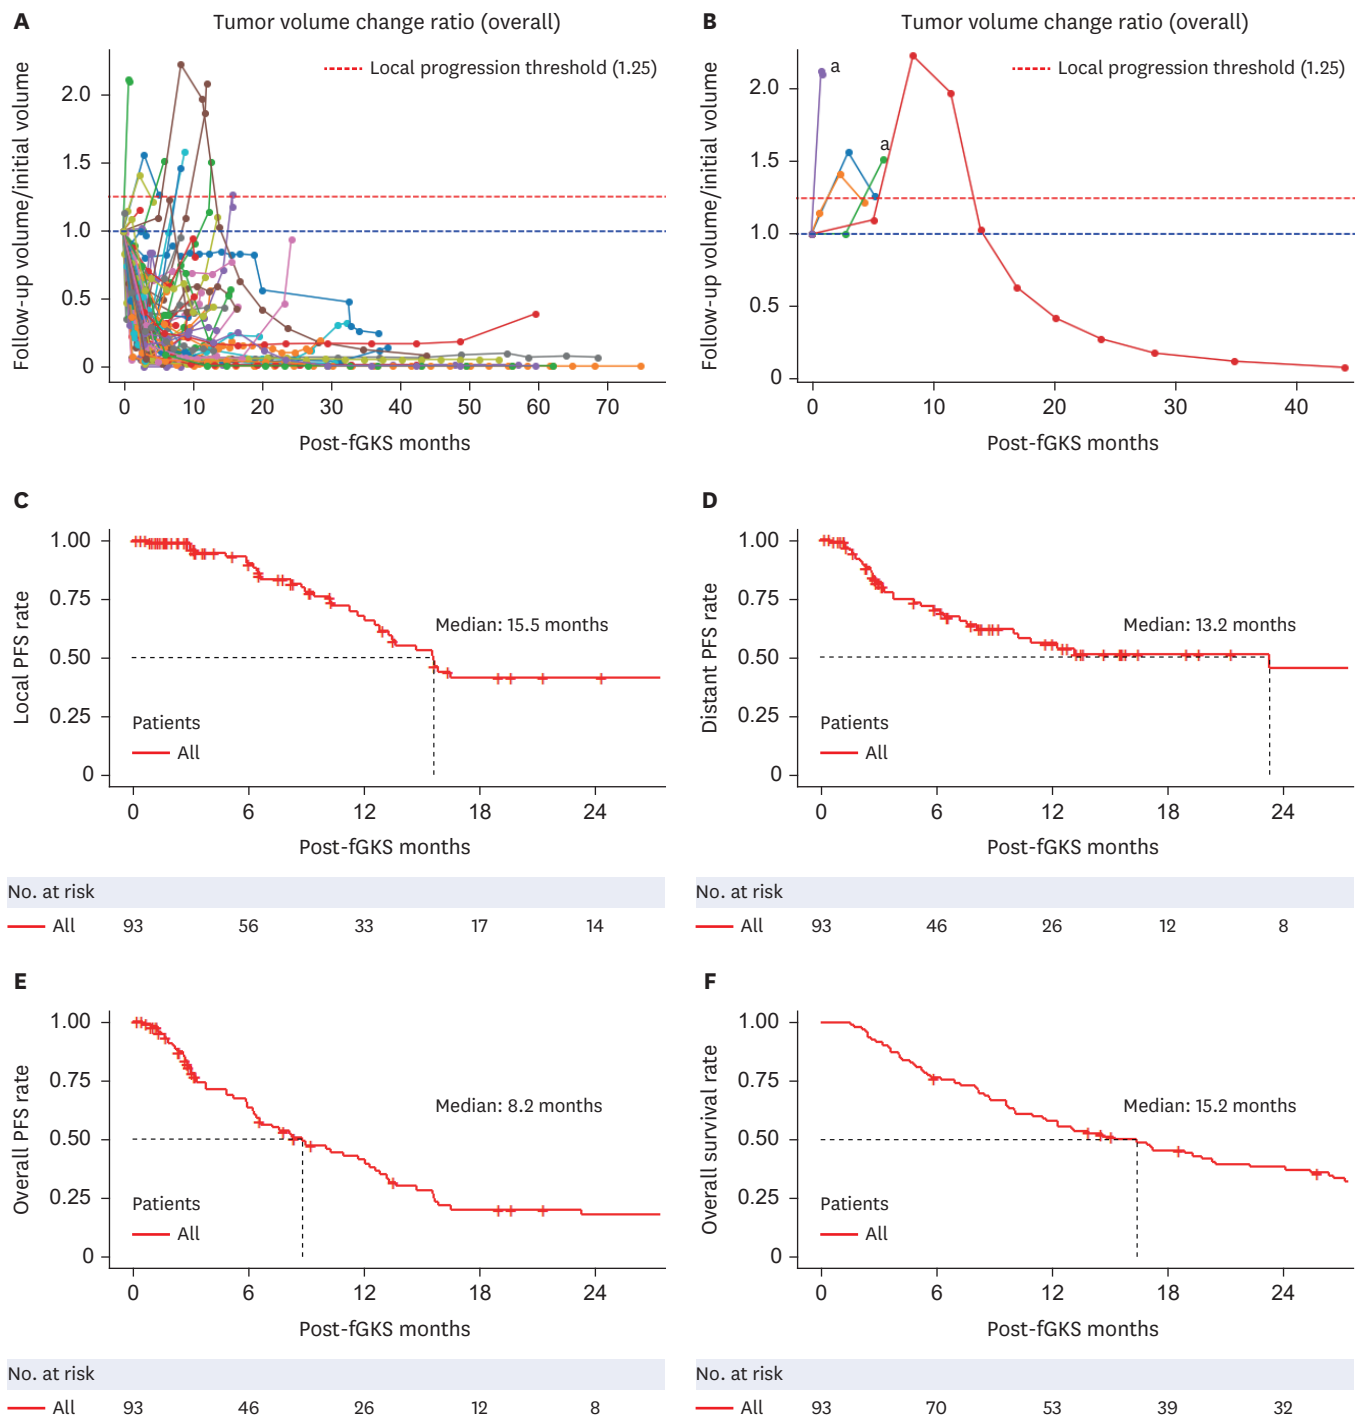 A
Tumor volume change ratio (overall)
Local progression threshold (1.25)
Follow-up volume/initial volume
2.0
1.5
1.0
0.5
0
0 10 20 30 40 50 60 70
Post-fGKS months
B
Tumor volume change ratio (overall)
Local progression threshold (1.25)
a
a
Follow-up volume/initial volume
2.0
1.5
1.0
0.5
0
0 10 20 30 40
Post-fGKS months
C
Local PFS rate
1.00
0.75
0.50
0.25
0
Median: 15.5 months
Patients
All
0 6 12 18 24
Post-fGKS months
No. at risk
All 93 56 33 17 14
D
Distant PFS rate
1.00
0.75
0.50
0.25
0
Median: 13.2 months
Patients
All
0 6 12 18 24
Post-fGKS months
No. at risk
All 93 46 26 12 8
E
Overall PFS rate
1.00
0.75
0.50
0.25
0
Median: 8.2 months
Patients
All
0 6 12 18 24
Post-fGKS months
No. at risk
All 93 46 26 12 8
F
Overall survival rate
1.00
0.75
0.50
0.25
0
Median: 15.2 months
Patients
All
0 6 12 18 24
Post-fGKS months
No. at risk
All 93 70 53 39 32